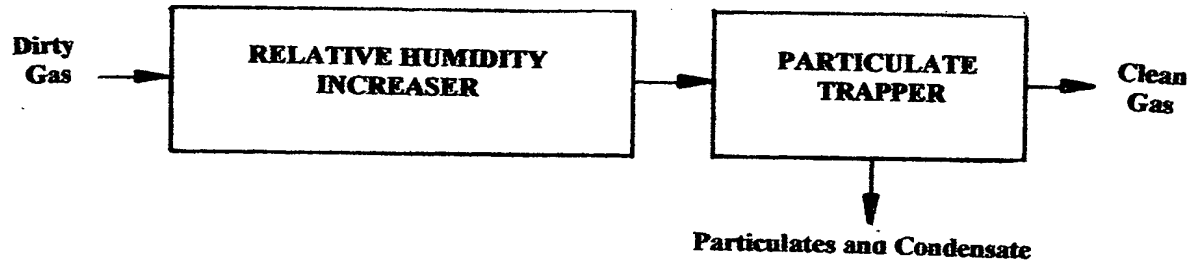 Dirty
Gas
RELATIVE HUMIDITY
INCREASER
PARTICULATE
TRAPPER
Clean
Gas
Particulates and Condensate